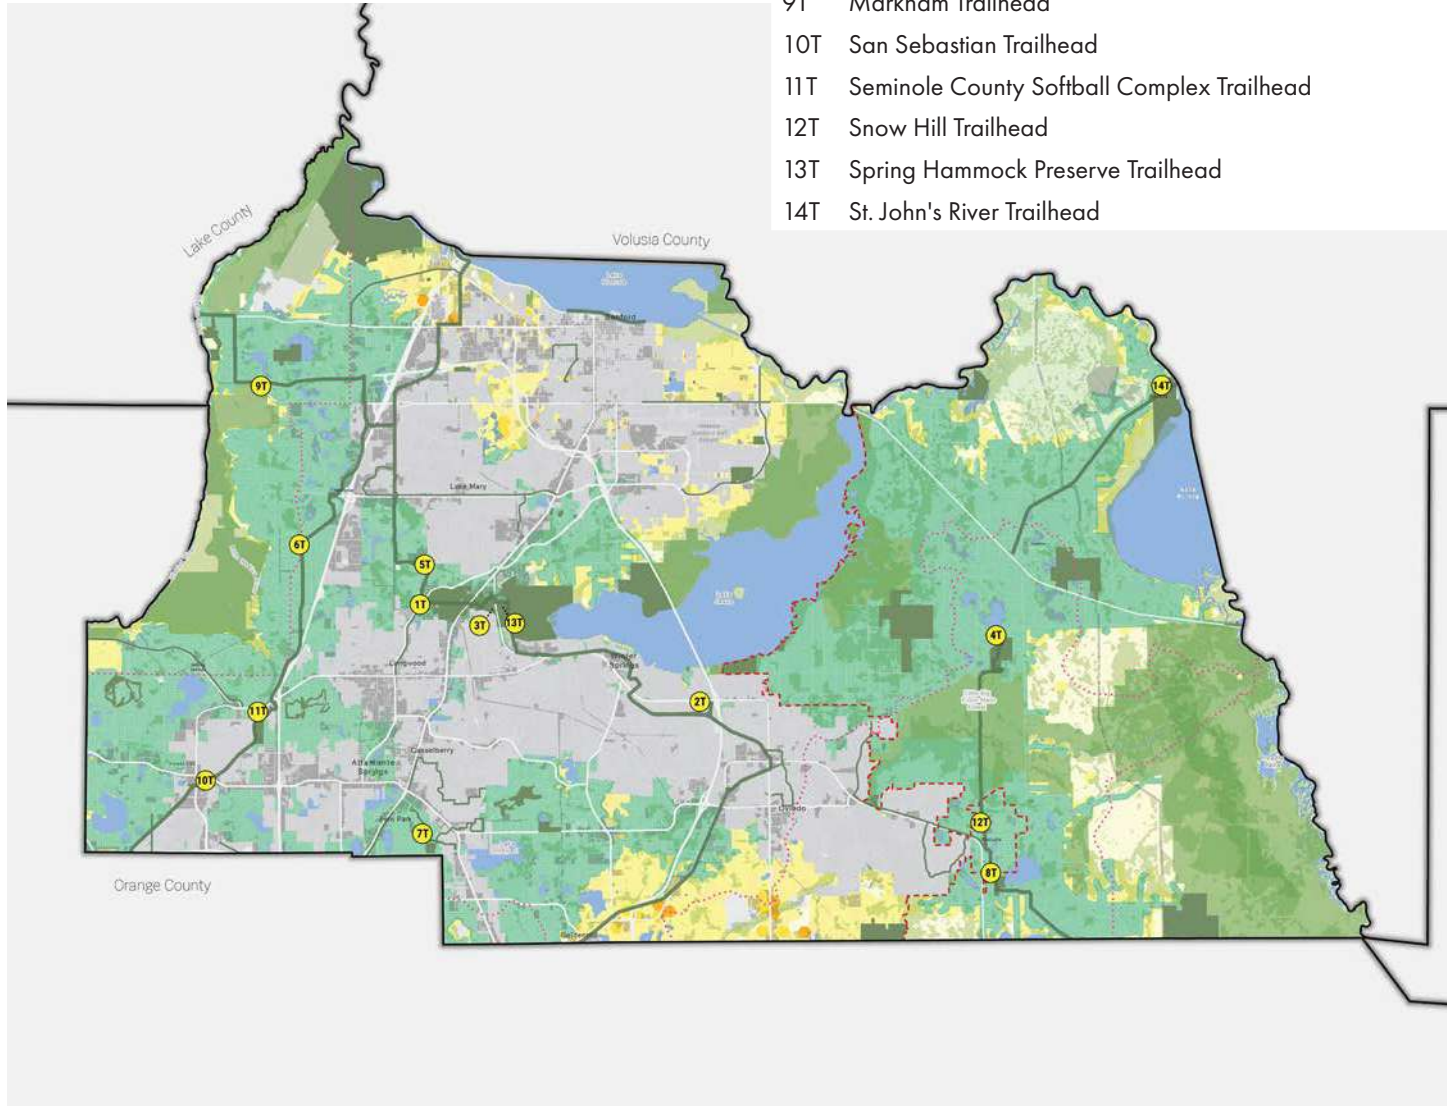 9T Markham Trailhead
10T San Sebastian Trailhead
11T Seminole County Softball Complex Trailhead
12T Snow Hill Trailhead
13T Spring Hammock Preserve Trailhead
14T St. John's River Trailhead
Lake County
Volusia County
Sanford
9T
14T
Lake Mary
6T
5T
1T
3T
13T
4T
Longwood
Winter
Springs
2T
11T
Casselberry
Altamonte
Springs
10T
Oviedo
Fern Park
7T
12T
8T
Orange County